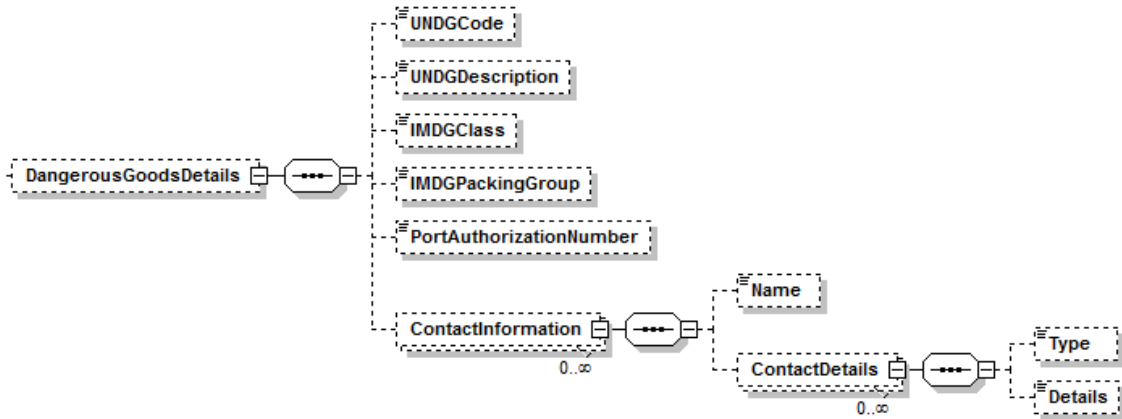 UNDGCode
UNDGDescription
IMDGClass
DangerousGoodsDetails
IMDGPackingGroup
PortAuthorizationNumber
Name
ContactInformation
0..∞
Type
ContactDetails
0..∞
Details